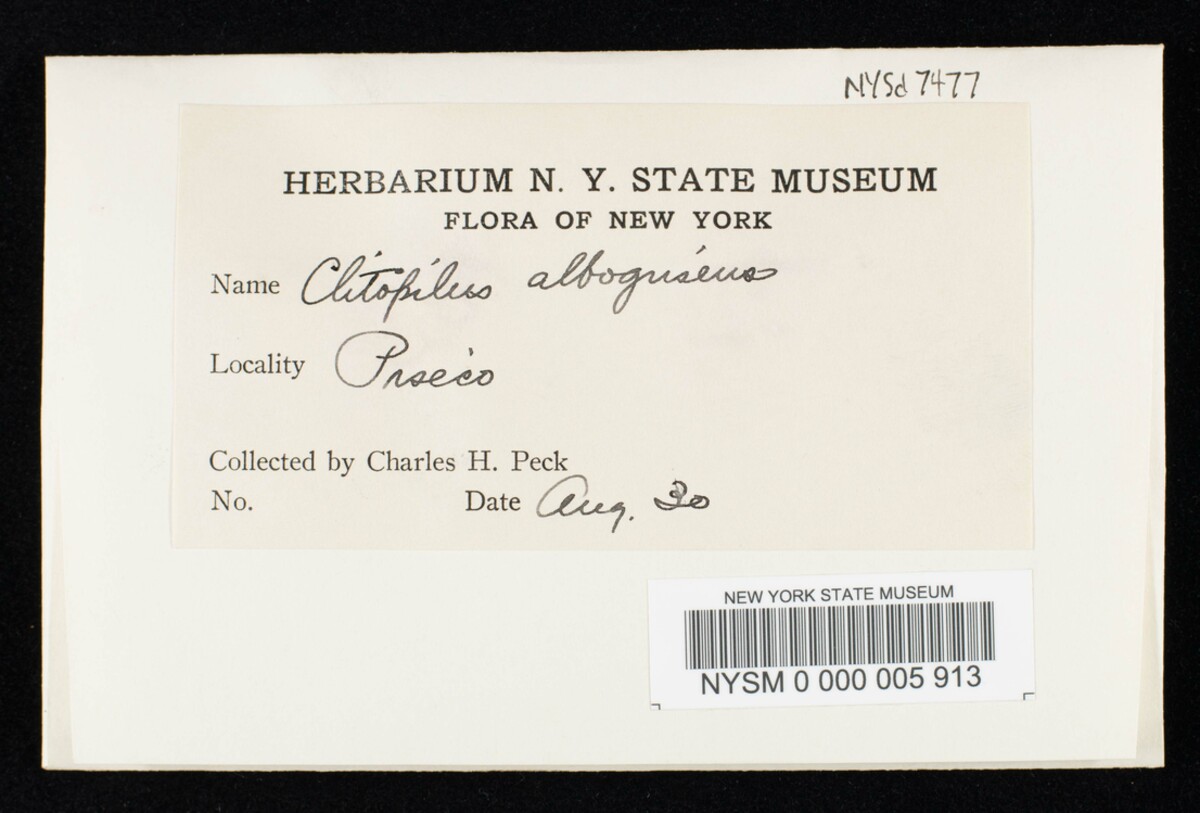 NYSd 7477
HERBARIUM N. Y. STATE MUSEUM
FLORA OF NEW YORK
Name Clitopilus albogriseus
Locality Piseco
Collected by Charles H. Peck
No. Date Aug. 30
NEW YORK STATE MUSEUM
NYSM 0 000 005 913